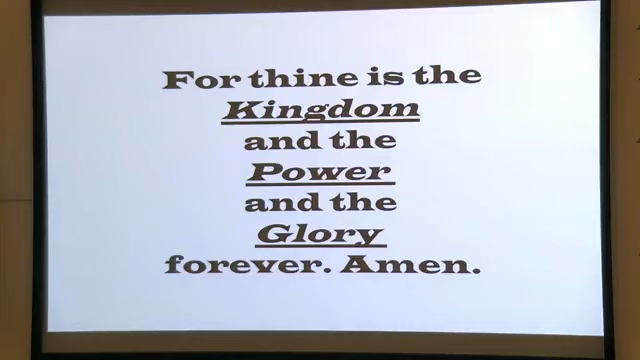 For thine is the
Kingdom
and the
Power
and the
Glory
forever. Amen.